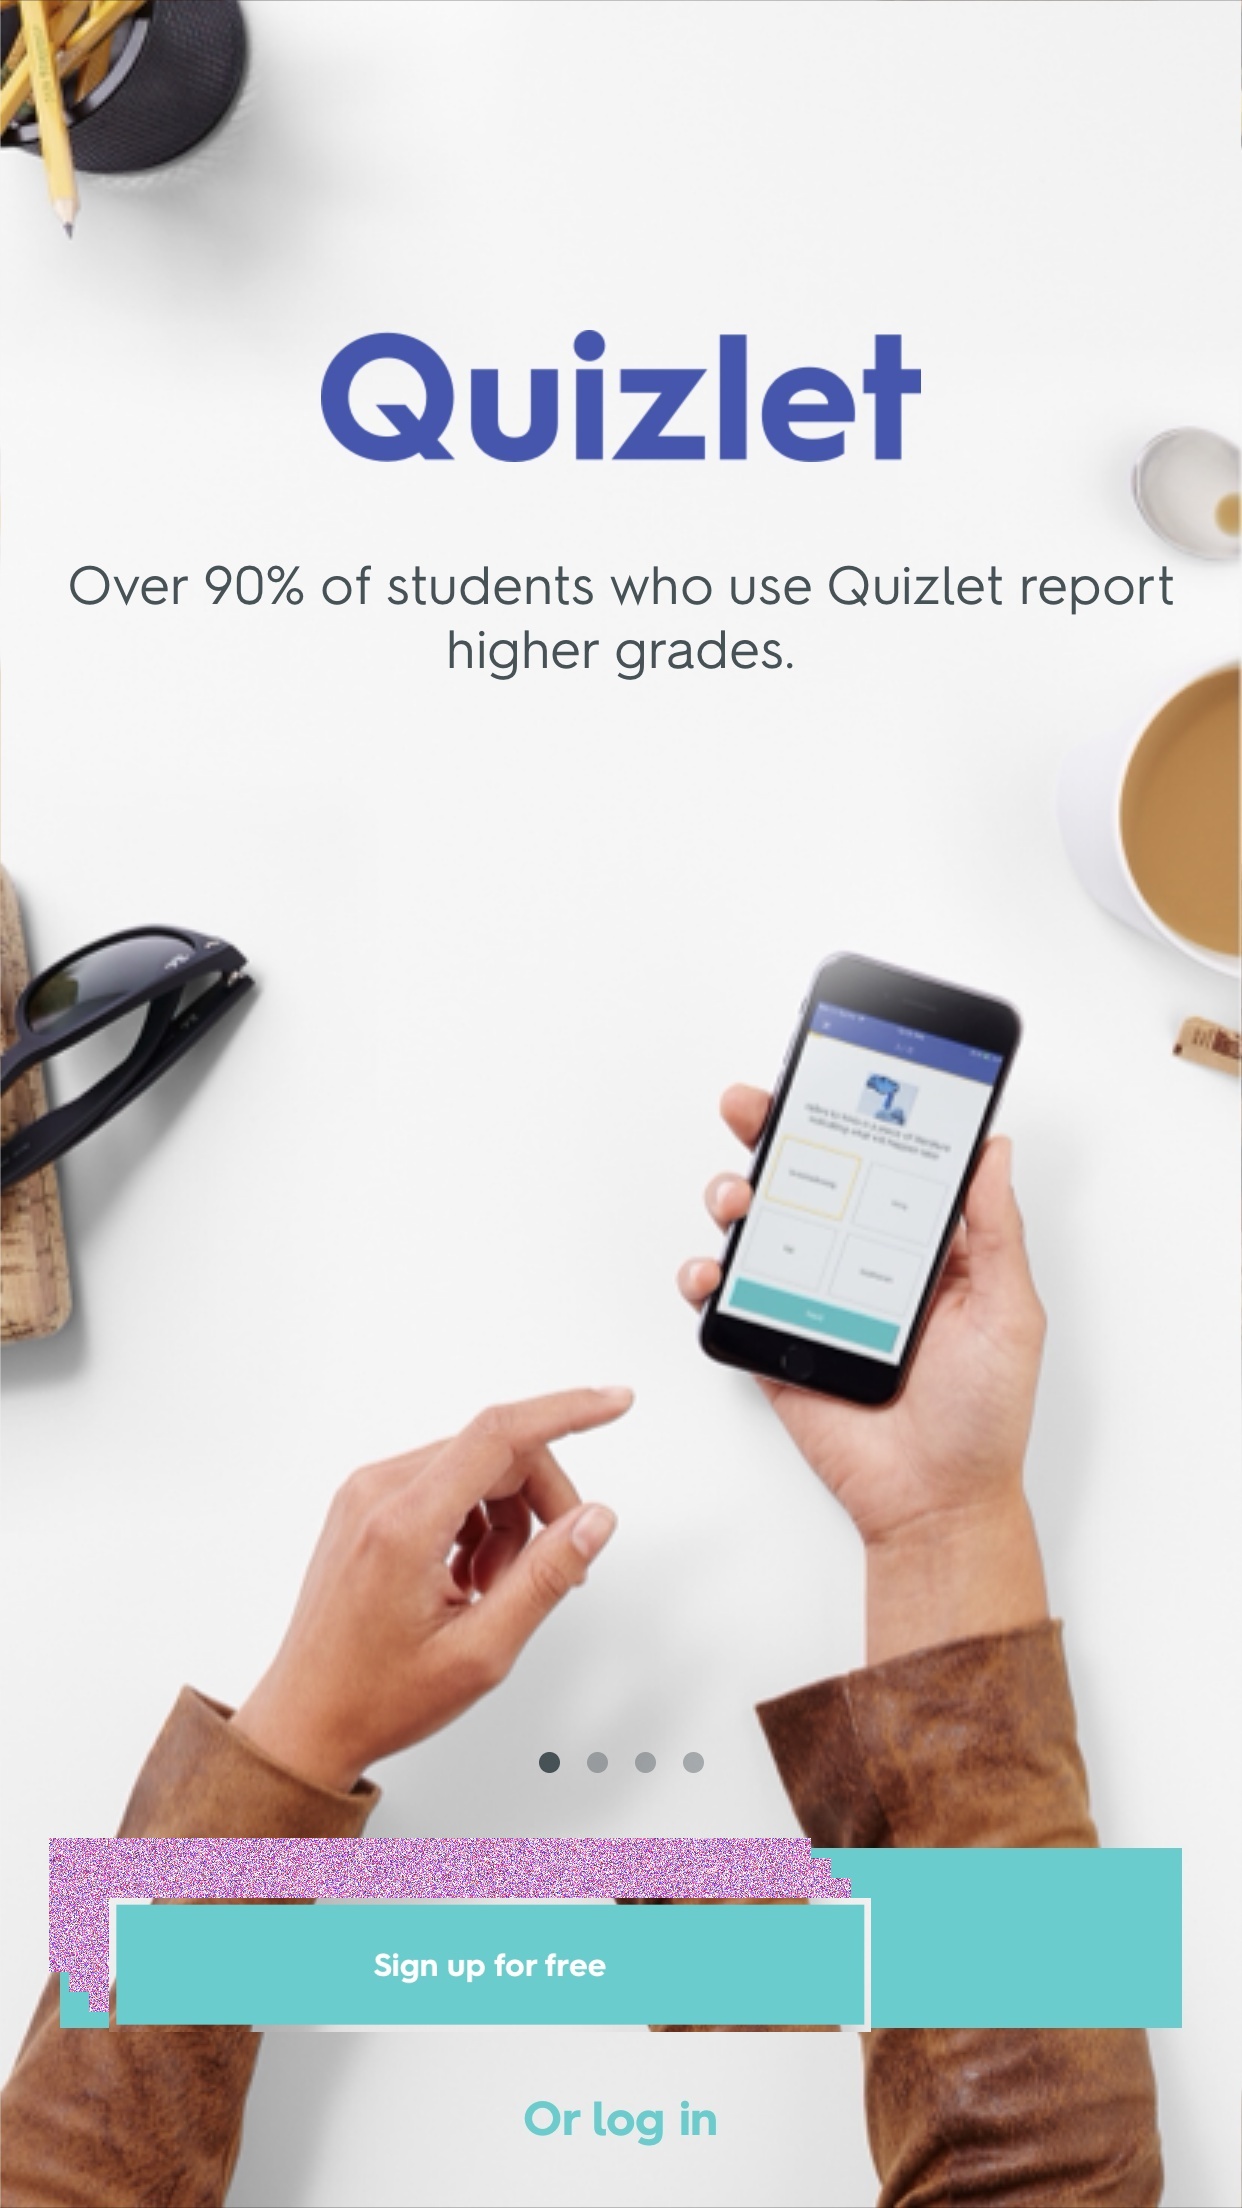 Quizlet
Over 90% of students who use Quizlet report
higher grades.
Sign up for free
Or log in